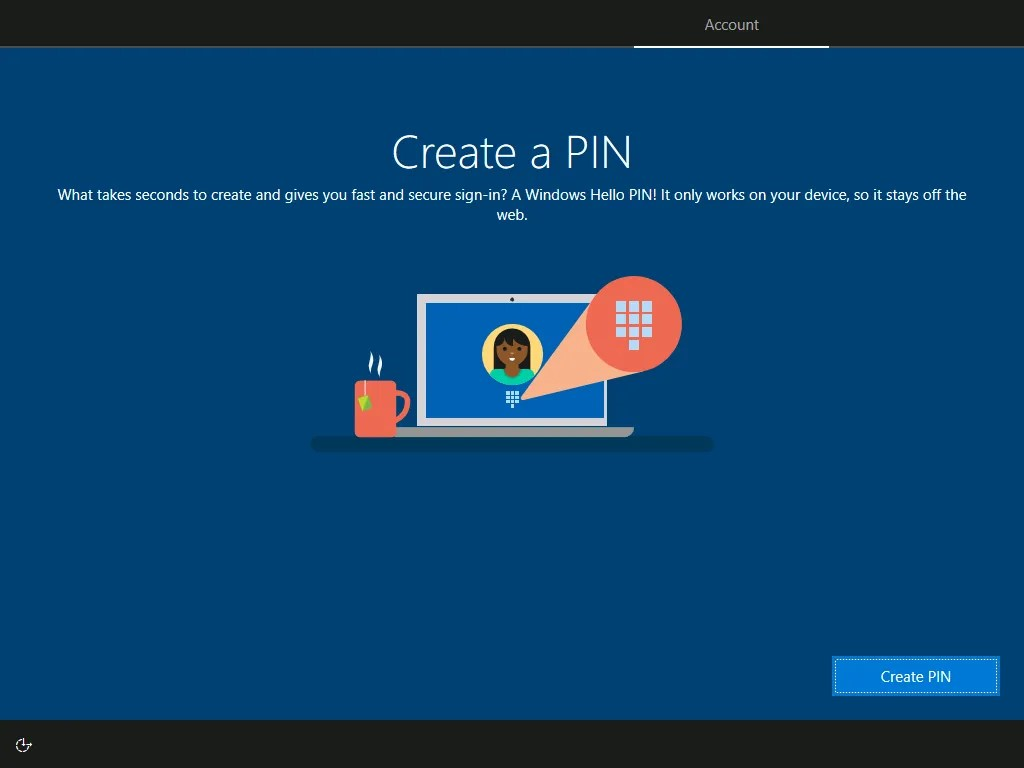 Account
Create a PIN
What takes seconds to create and gives you fast and secure sign-in? A Windows Hello PIN! It only works on your device, so it stays off the
web.
Create PIN